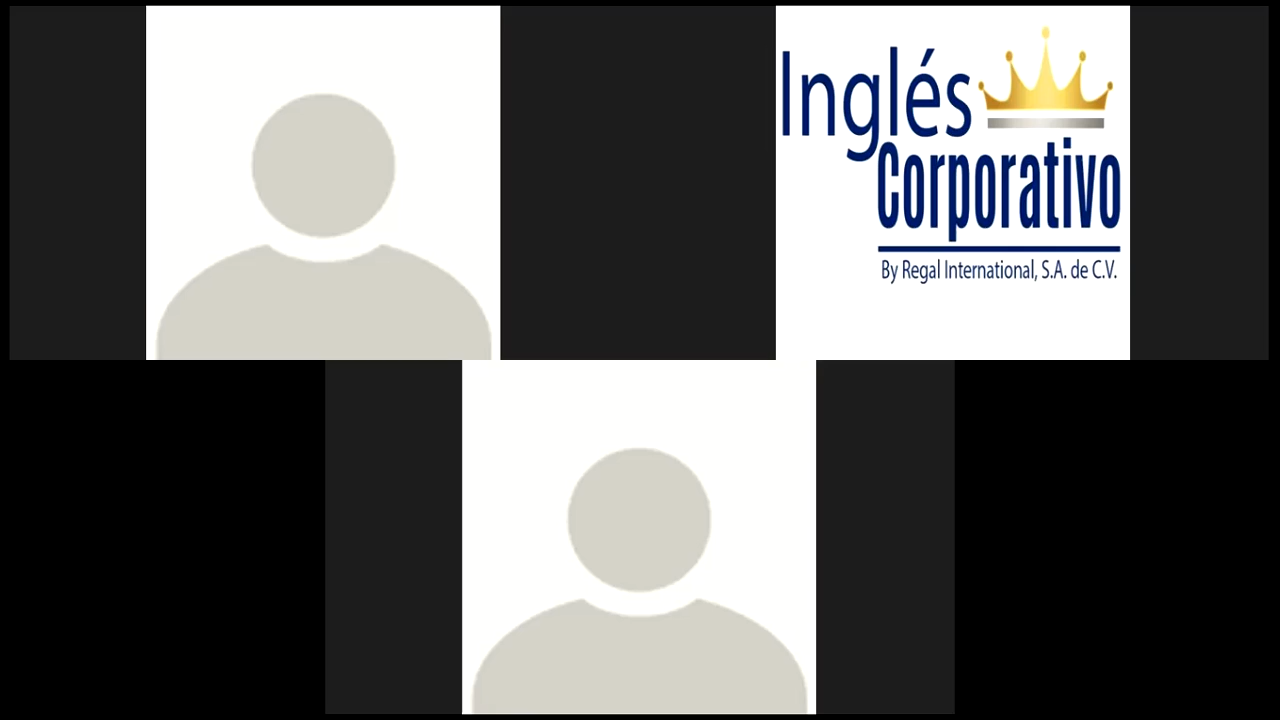 Inglés
Corporativo
By Regal International, S.A. de C.V.